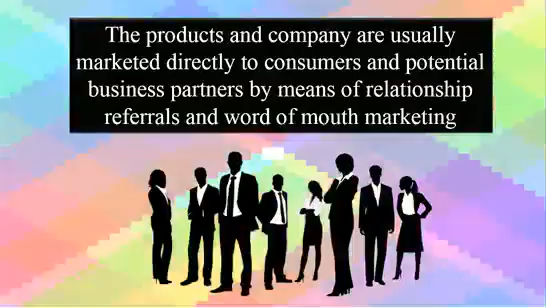 The products and company are usually
marketed directly to consumers and potential
business partners by means of relationship
referrals and word of mouth marketing